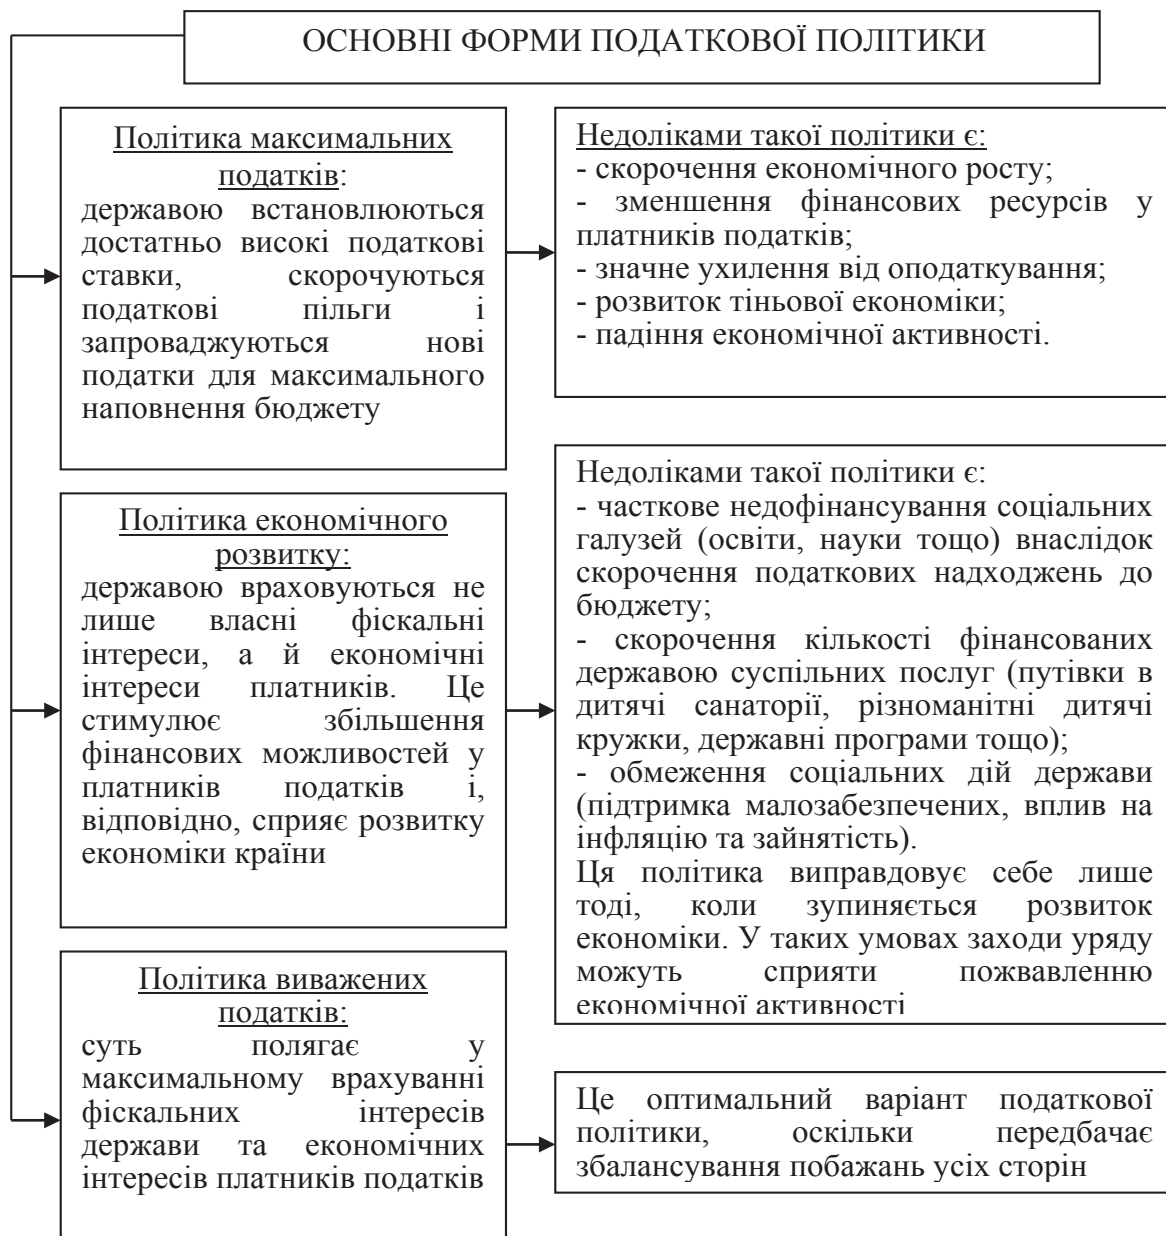 ОСНОВНІ ФОРМИ ПОДАТКОВОЇ ПОЛІТИКИ
Політика максимальних
податків:
державою встановлюються
достатньо високі податкові
ставки, скорочуються
податкові пільги і
запроваджуються нові
податки для максимального
наповнення бюджету
Недоліками такої політики є:
- скорочення економічного росту;
- зменшення фінансових ресурсів у
платників податків;
- значне ухилення від оподаткування;
- розвиток тіньової економіки;
- падіння економічної активності.
Політика економічного
розвитку:
державою враховуються не
лише власні фіскальні
інтереси, а й економічні
інтереси платників. Це
стимулює збільшення
фінансових можливостей у
платників податків і,
відповідно, сприяє розвитку
економіки країни
Недоліками такої політики є:
- часткове недофінансування соціальних
галузей (освіти, науки тощо) внаслідок
скорочення податкових надходжень до
бюджету;
- скорочення кількості фінансованих
державою суспільних послуг (путівки в
дитячі санаторії, різноманітні дитячі
кружки, державні програми тощо);
- обмеження соціальних дій держави
(підтримка малозабезпечених, вплив на
інфляцію та зайнятість).
Ця політика виправдовує себе лише
тоді, коли зупиняється розвиток
економіки. У таких умовах заходи уряду
можуть сприяти пожвавленню
економічної активності
Політика виважених
податків:
суть полягає у
максимальному врахуванні
фіскальних інтересів
держави та економічних
інтересів платників податків
Це оптимальний варіант податкової
політики, оскільки передбачає
збалансування побажань усіх сторін